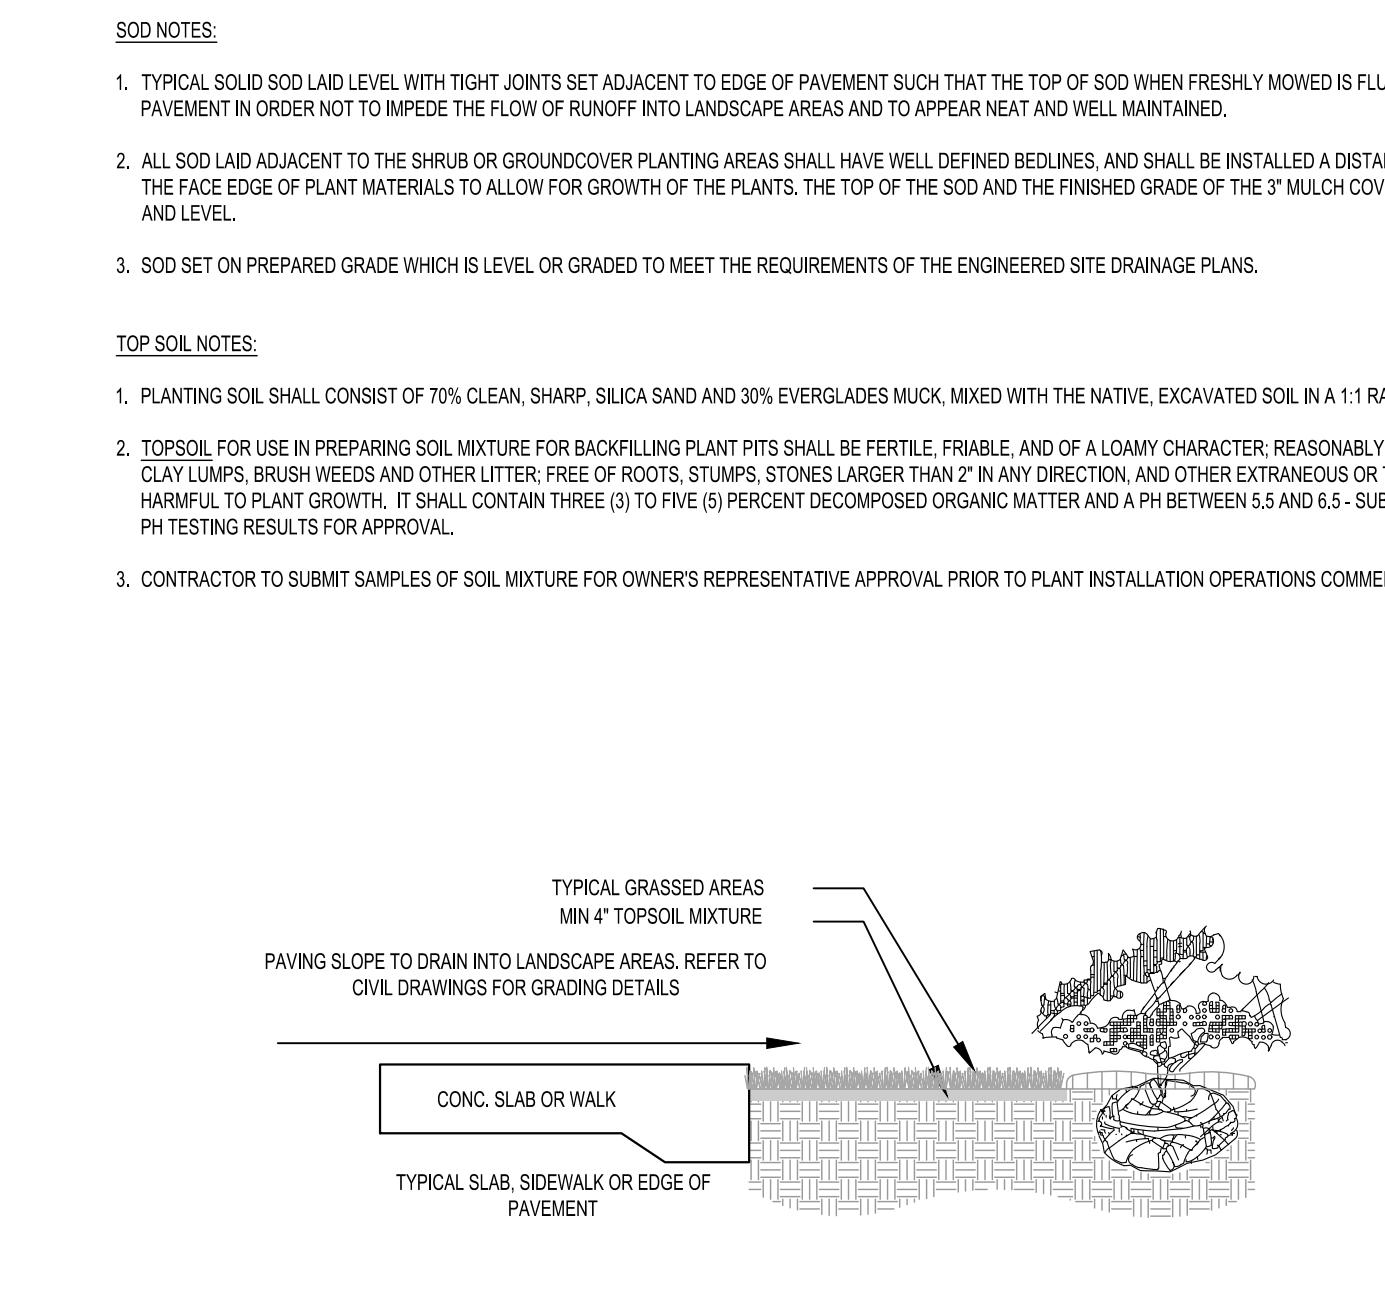 SOD NOTES:
1. TYPICAL SOLID SOD LAID LEVEL WITH TIGHT JOINTS SET ADJACENT TO EDGE OF PAVEMENT SUCH THAT THE TOP OF SOD WHEN FRESHLY MOWED IS
PAVEMENT IN ORDER NOT TO IMPEDE THE FLOW OF RUNOFF INTO LANDSCAPE AREAS AND TO APPEAR NEAT AND WELL MAINTAINED.
2. ALL SOD LAID ADJACENT TO THE SHRUB OR GROUNDCOVER PLANTING AREAS SHALL HAVE WELL DEFINED BEDLINES, AND SHALL BE INSTALLED A
THE FACE EDGE OF PLANT MATERIALS TO ALLOW FOR GROWTH OF THE PLANTS. THE TOP OF THE SOD AND THE FINISHED GRADE OF THE 3" MULCH
AND LEVEL.
3. SOD SET ON PREPARED GRADE WHICH IS LEVEL OR GRADED TO MEET THE REQUIREMENTS OF THE ENGINEERED SITE DRAINAGE PLANS.
TOP SOIL NOTES:
1. PLANTING SOIL SHALL CONSIST OF 70% CLEAN, SHARP, SILICA SAND AND 30% EVERGLADES MUCK, MIXED WITH THE NATIVE, EXCAVATED SOIL IN A 1:1
2. TOPSOIL FOR USE IN PREPARING SOIL MIXTURE FOR BACKFILLING PLANT PITS SHALL BE FERTILE, FRIABLE, AND OF A LOAMY CHARACTER; REASONABLY
CLAY LUMPS, BRUSH WEEDS AND OTHER LITTER; FREE OF ROOTS, STUMPS, STONES LARGER THAN 2" IN ANY DIRECTION, AND OTHER EXTRANEOUS OR
HARMFUL TO PLANT GROWTH. IT SHALL CONTAIN THREE (3) TO FIVE (5) PERCENT DECOMPOSED ORGANIC MATTER AND A PH BETWEEN 5.5 AND 6.5 -
PH TESTING RESULTS FOR APPROVAL.
3. CONTRACTOR TO SUBMIT SAMPLES OF SOIL MIXTURE FOR OWNER'S REPRESENTATIVE APPROVAL PRIOR TO PLANT INSTALLATION OPERATIONS
TYPICAL GRASSED AREAS
MIN 4" TOPSOIL MIXTURE
PAVING SLOPE TO DRAIN INTO LANDSCAPE AREAS. REFER TO
CIVIL DRAWINGS FOR GRADING DETAILS
CONC. SLAB OR WALK
TYPICAL SLAB, SIDEWALK OR EDGE OF
PAVEMENT